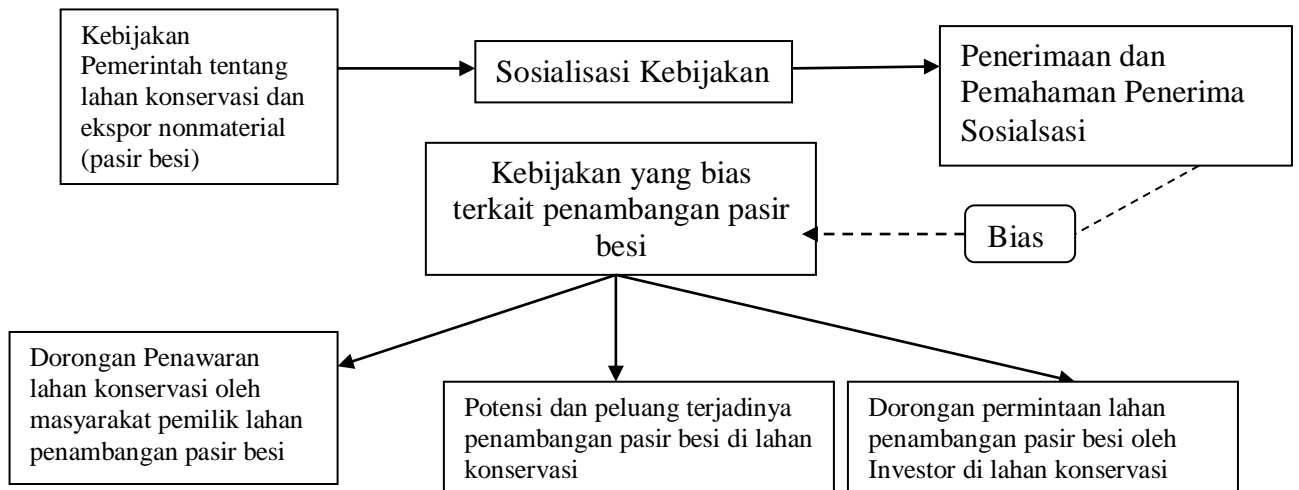 Kebijakan
Pemerintah tentang
lahan konservasi dan
ekspor nonmaterial
(pasir besi)
Sosialisasi Kebijakan
Penerimaan dan
Pemahaman Penerima
Sosialsasi
Kebijakan yang bias
terkait penambangan pasir
besi
Bias
Dorongan Penawaran
lahan konservasi oleh
masyarakat pemilik lahan
penambangan pasir besi
Potensi dan peluang terjadinya
penambangan pasir besi di lahan
konservasi
Dorongan permintaan lahan
penambangan pasir besi oleh
Investor di lahan konservasi